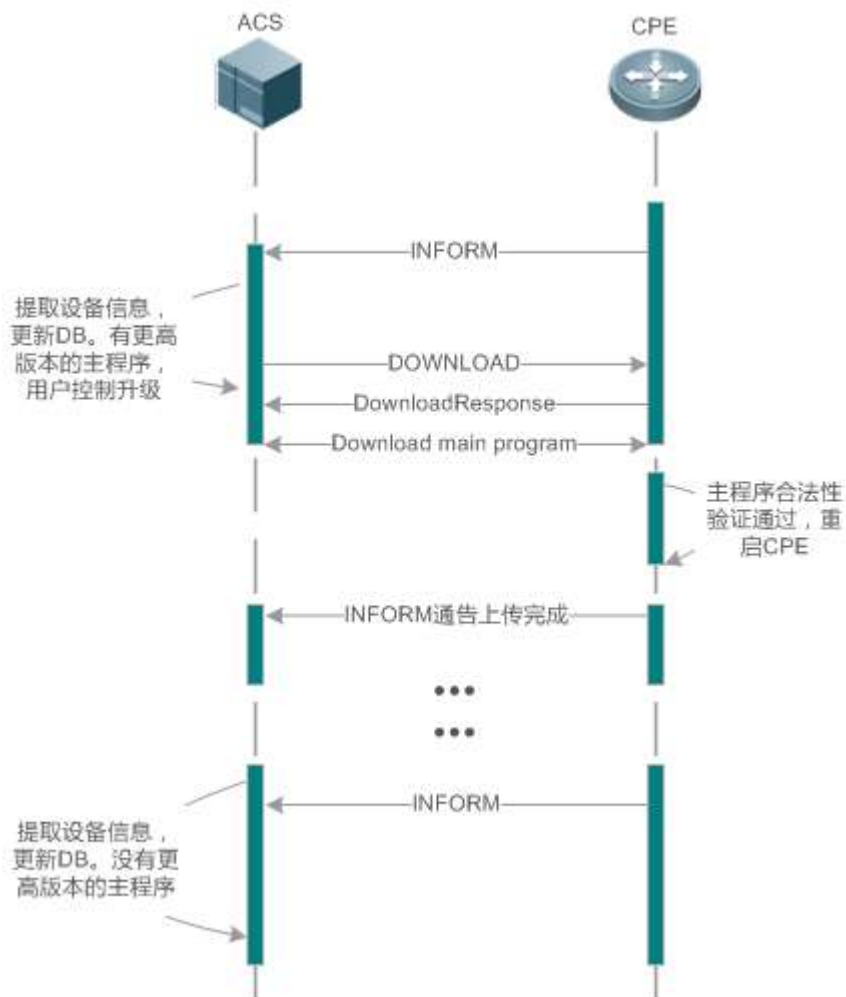 ACS
CPE
INFORM
提取设备信息，
更新DB。有更高
版本的主程序，
用户控制升级
DOWNLOAD
DownloadResponse
Download main program
主程序合法性
验证通过，重
启CPE
INFORM通告上传完成
INFORM
提取设备信息，
更新DB。没有更
高版本的主程序